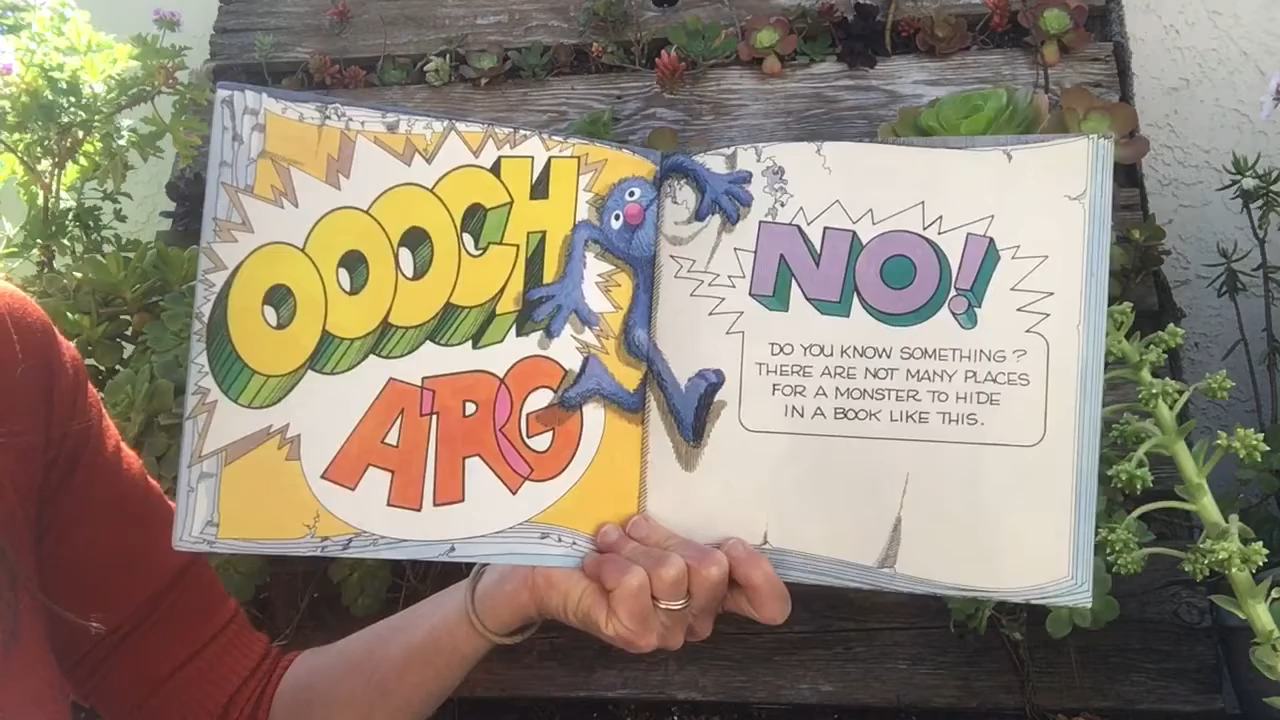 OOOCH
ARG
NO!
DO YOU KNOW SOMETHING?
THERE ARE NOT MANY PLACES
FOR A MONSTER TO HIDE
IN A BOOK LIKE THIS.